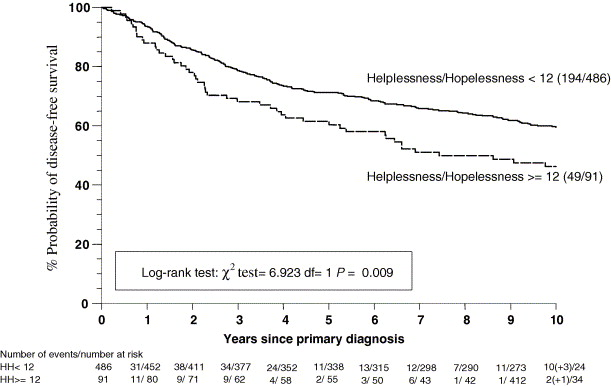 % Probability of disease-free survival
100
80
60
40
20
0
Helplessness/Hopelessness < 12 (194/486)
Helplessness/Hopelessness >= 12 (49/91)
Log-rank test: χ² test= 6.923 df= 1 P = 0.009
0 1 2 3 4 5 6 7 8 9 10
Years since primary diagnosis
Number of events/number at risk
HH< 12 486 31/452 38/411 34/377 24/352 11/338 13/315 12/298 7/290 11/273 10(+3)/24
HH>= 12 91 11/ 80 9/ 71 9/ 62 4/ 58 2/ 55 3/ 50 6/ 43 1/ 42 1/ 412 2(+1)/34